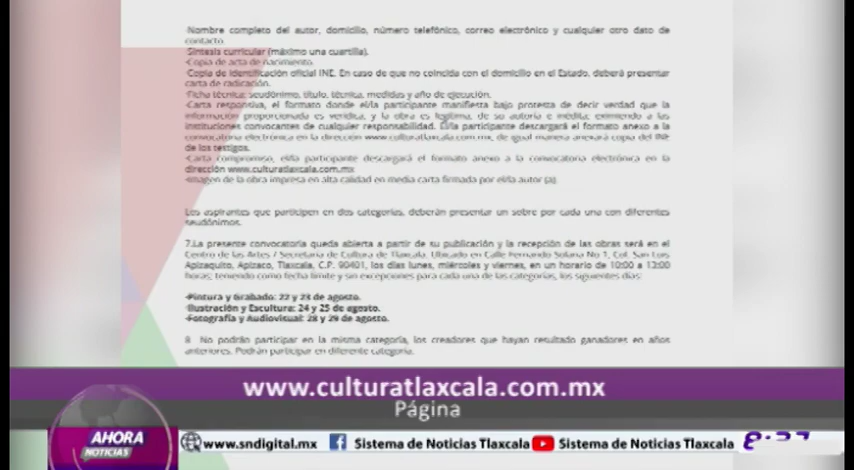 ·Nombre completo del autor, domicilio, número telefónico, correo electrónico y cualquier otro dato de
contacto.
·Síntesis curricular (máximo una cuartilla).
·Copia de acta de nacimiento.
·Copia de identificación oficial INE. En caso de que no coincida con el domicilio en el Estado, deberá presentar
carta de radicación.
·Ficha técnica: seudónimo, título, técnica, medidas y año de ejecución.
·Carta responsiva, el formato donde el/la participante manifiesta bajo protesta de decir verdad que la
información proporcionada es verídica, y la obra es legítima, de su autoría e inédita; eximiendo a las
instituciones convocantes de cualquier responsabilidad. El/la participante descargará el formato anexo a la
convocatoria electrónica en la dirección www.culturatlaxcala.com.mx, de igual manera anexará copia del INE
de los testigos.
·Carta compromiso, el/la participante descargará el formato anexo a la convocatoria electrónica en la
dirección www.culturatlaxcala.com.mx
·Imagen de la obra impresa en alta calidad en media carta firmada por el/la autor (a).
Los aspirantes que participen en dos categorías, deberán presentar un sobre por cada una con diferentes
seudónimos.
7.La presente convocatoria queda abierta a partir de su publicación y la recepción de las obras será en el
Centro de las Artes / Secretaría de Cultura de Tlaxcala. Ubicado en Calle Fernando Solana No 1, Col. San Luis
Apizaquito, Apizaco, Tlaxcala, C.P. 90401, los días lunes, miércoles y viernes, en un horario de 10:00 a 13:00
horas; teniendo como fecha límite y sin excepciones para cada una de las categorías, los siguientes días:
·Pintura y Grabado: 22 y 23 de agosto.
·Ilustración y Escultura: 24 y 25 de agosto.
·Fotografía y Audiovisual: 28 y 29 de agosto.
8. No podrán participar en la misma categoría, los creadores que hayan resultado ganadores en años
anteriores. Podrán participar en diferente categoría.
www.culturatlaxcala.com.mx
Página
AHORA
NOTICIAS
www.sndigital.mx Sistema de Noticias Tlaxcala Sistema de Noticias Tlaxcala